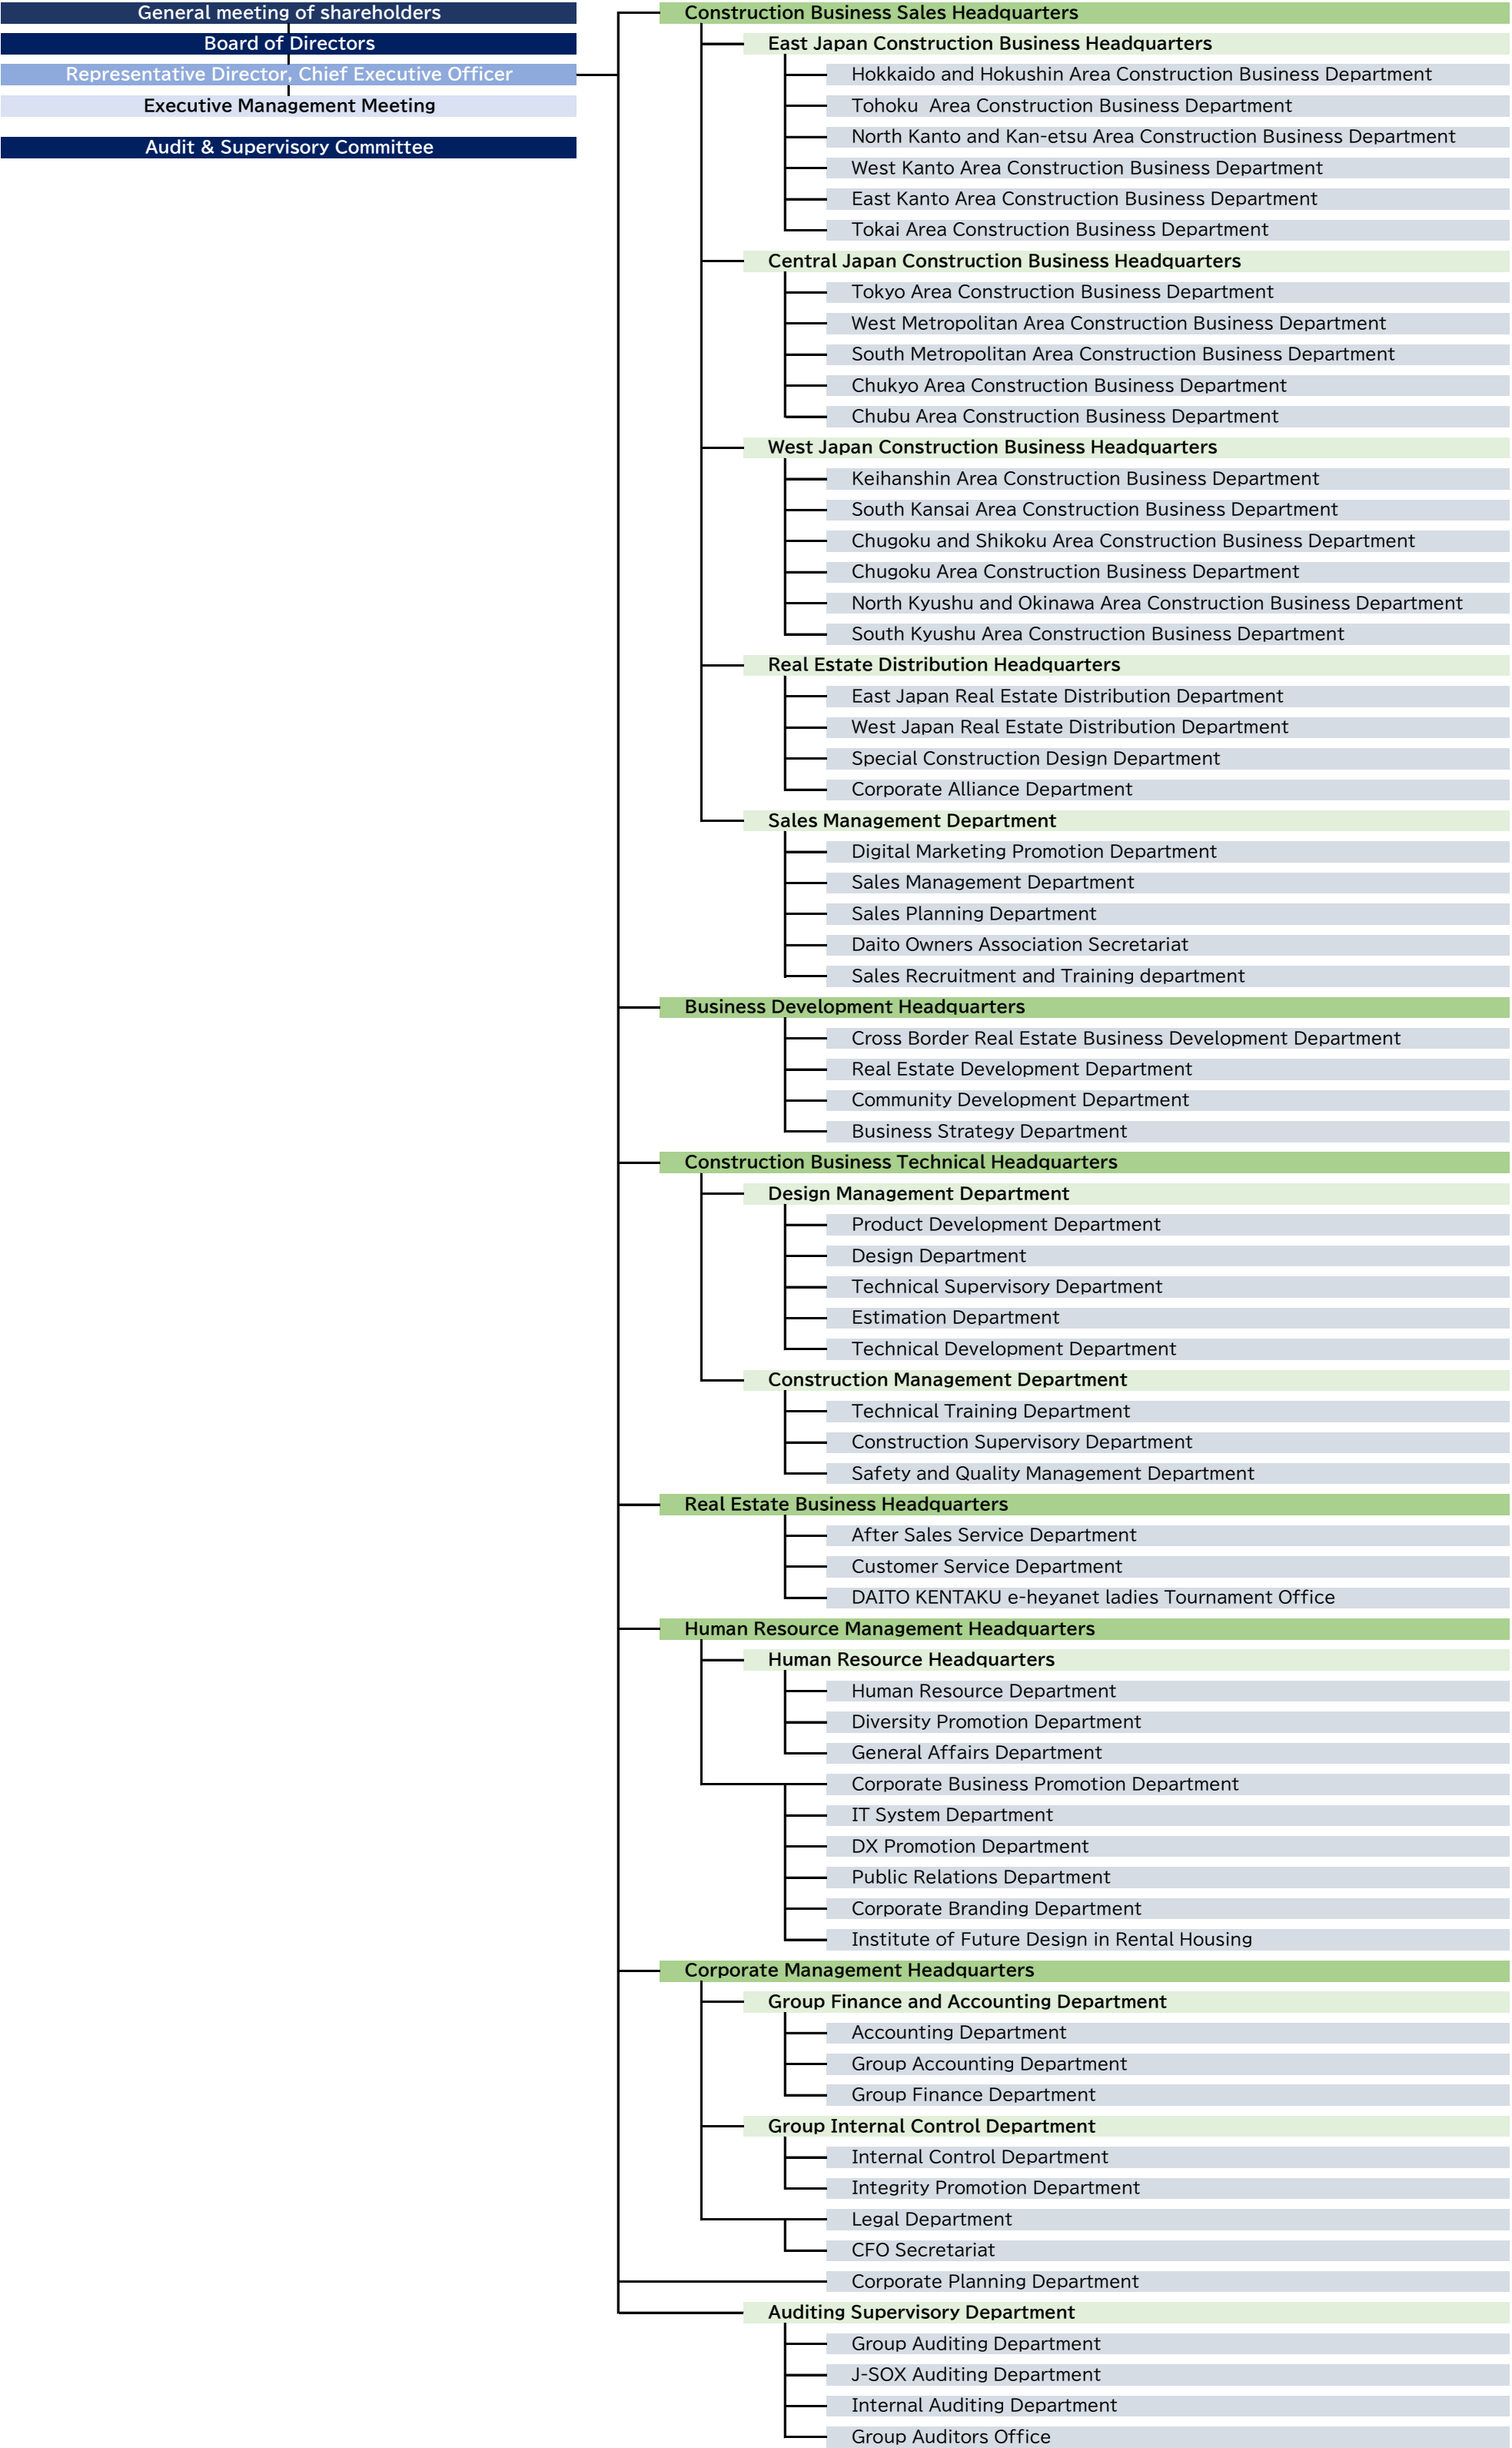 General meeting of shareholders
Board of Directors
Representative Director, Chief Executive Officer
Executive Management Meeting
Audit & Supervisory Committee
Construction Business Sales Headquarters
East Japan Construction Business Headquarters
Hokkaido and Hokushin Area Construction Business Department
Tohoku  Area Construction Business Department
North Kanto and Kan-etsu Area Construction Business Department
West Kanto Area Construction Business Department
East Kanto Area Construction Business Department
Tokai Area Construction Business Department
Central Japan Construction Business Headquarters
Tokyo Area Construction Business Department
West Metropolitan Area Construction Business Department
South Metropolitan Area Construction Business Department
Chukyo Area Construction Business Department
Chubu Area Construction Business Department
West Japan Construction Business Headquarters
Keihanshin Area Construction Business Department
South Kansai Area Construction Business Department
Chugoku and Shikoku Area Construction Business Department
Chugoku Area Construction Business Department
North Kyushu and Okinawa Area Construction Business Department
South Kyushu Area Construction Business Department
Real Estate Distribution Headquarters
East Japan Real Estate Distribution Department
West Japan Real Estate Distribution Department
Special Construction Design Department
Corporate Alliance Department
Sales Management Department
Digital Marketing Promotion Department
Sales Management Department
Sales Planning Department
Daito Owners Association Secretariat
Sales Recruitment and Training department
Business Development Headquarters
Cross Border Real Estate Business Development Department
Real Estate Development Department
Community Development Department
Business Strategy Department
Construction Business Technical Headquarters
Design Management Department
Product Development Department
Design Department
Technical Supervisory Department
Estimation Department
Technical Development Department
Construction Management Department
Technical Training Department
Construction Supervisory Department
Safety and Quality Management Department
Real Estate Business Headquarters
After Sales Service Department
Customer Service Department
DAITO KENTAKU e-heyanet ladies Tournament Office
Human Resource Management Headquarters
Human Resource Headquarters
Human Resource Department
Diversity Promotion Department
General Affairs Department
Corporate Business Promotion Department
IT System Department
DX Promotion Department
Public Relations Department
Corporate Branding Department
Institute of Future Design in Rental Housing
Corporate Management Headquarters
Group Finance and Accounting Department
Accounting Department
Group Accounting Department
Group Finance Department
Group Internal Control Department
Internal Control Department
Integrity Promotion Department
Legal Department
CFO Secretariat
Corporate Planning Department
Auditing Supervisory Department
Group Auditing Department
J-SOX Auditing Department
Internal Auditing Department
Group Auditors Office